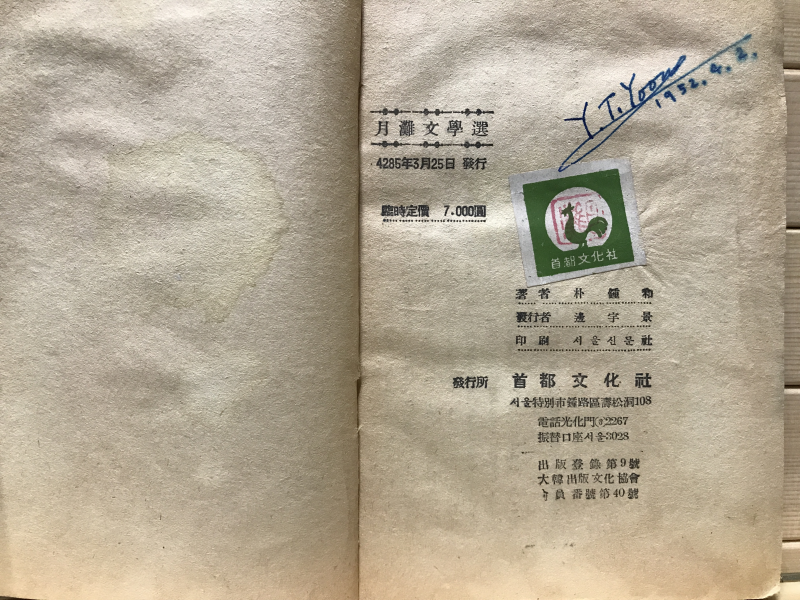 Y.T.Yoon
1952.4.2.
月灘文學選
4285年3月25日 發行
臨時定價 7.000圓
首都文化社
著者 朴鍾和
發行者 邊宇景
印刷 서울신문社
發行所 首都文化社
서울特別市鍾路區壽松洞108
電話光化門③2267
振替口座서울3028
出版登錄第9號
大韓出版文化協會
會員番號第40號